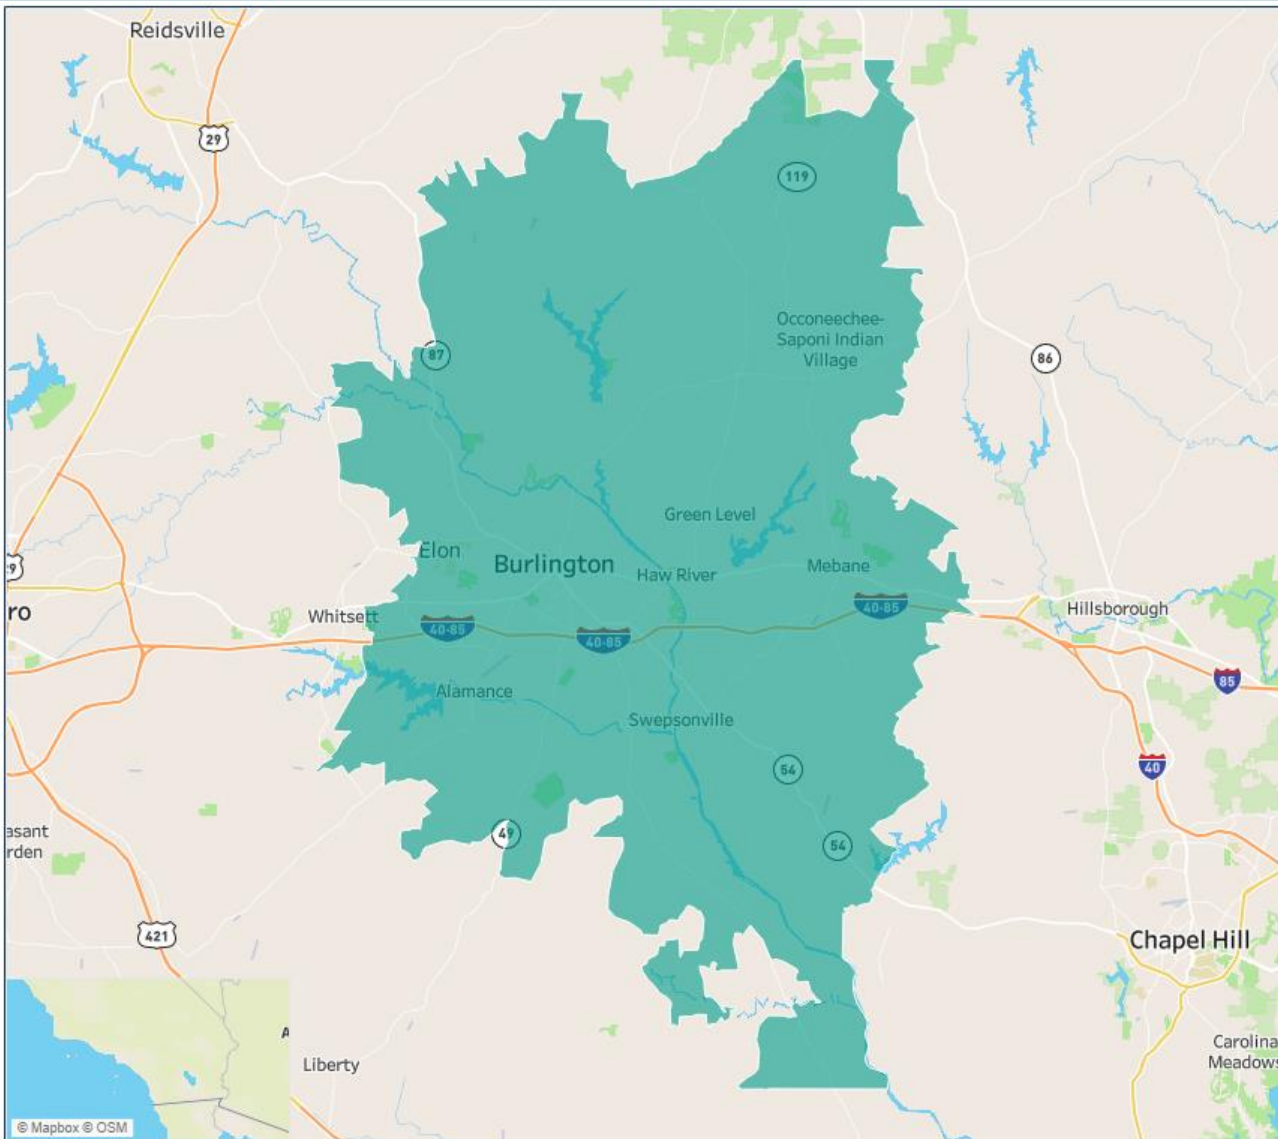 Reidsville
29
119
Occoneechee-
Saponi Indian
Village
87
86
Green Level
Elon
Burlington
Haw River
Mebane
9
ro
Whitsett
40-85
40-85
40-85
Hillsborough
85
Alamance
Swepsonville
54
40
asant
rden
49
54
421
Chapel Hill
A
Liberty
Carolina
Meadows
© Mapbox © OSM